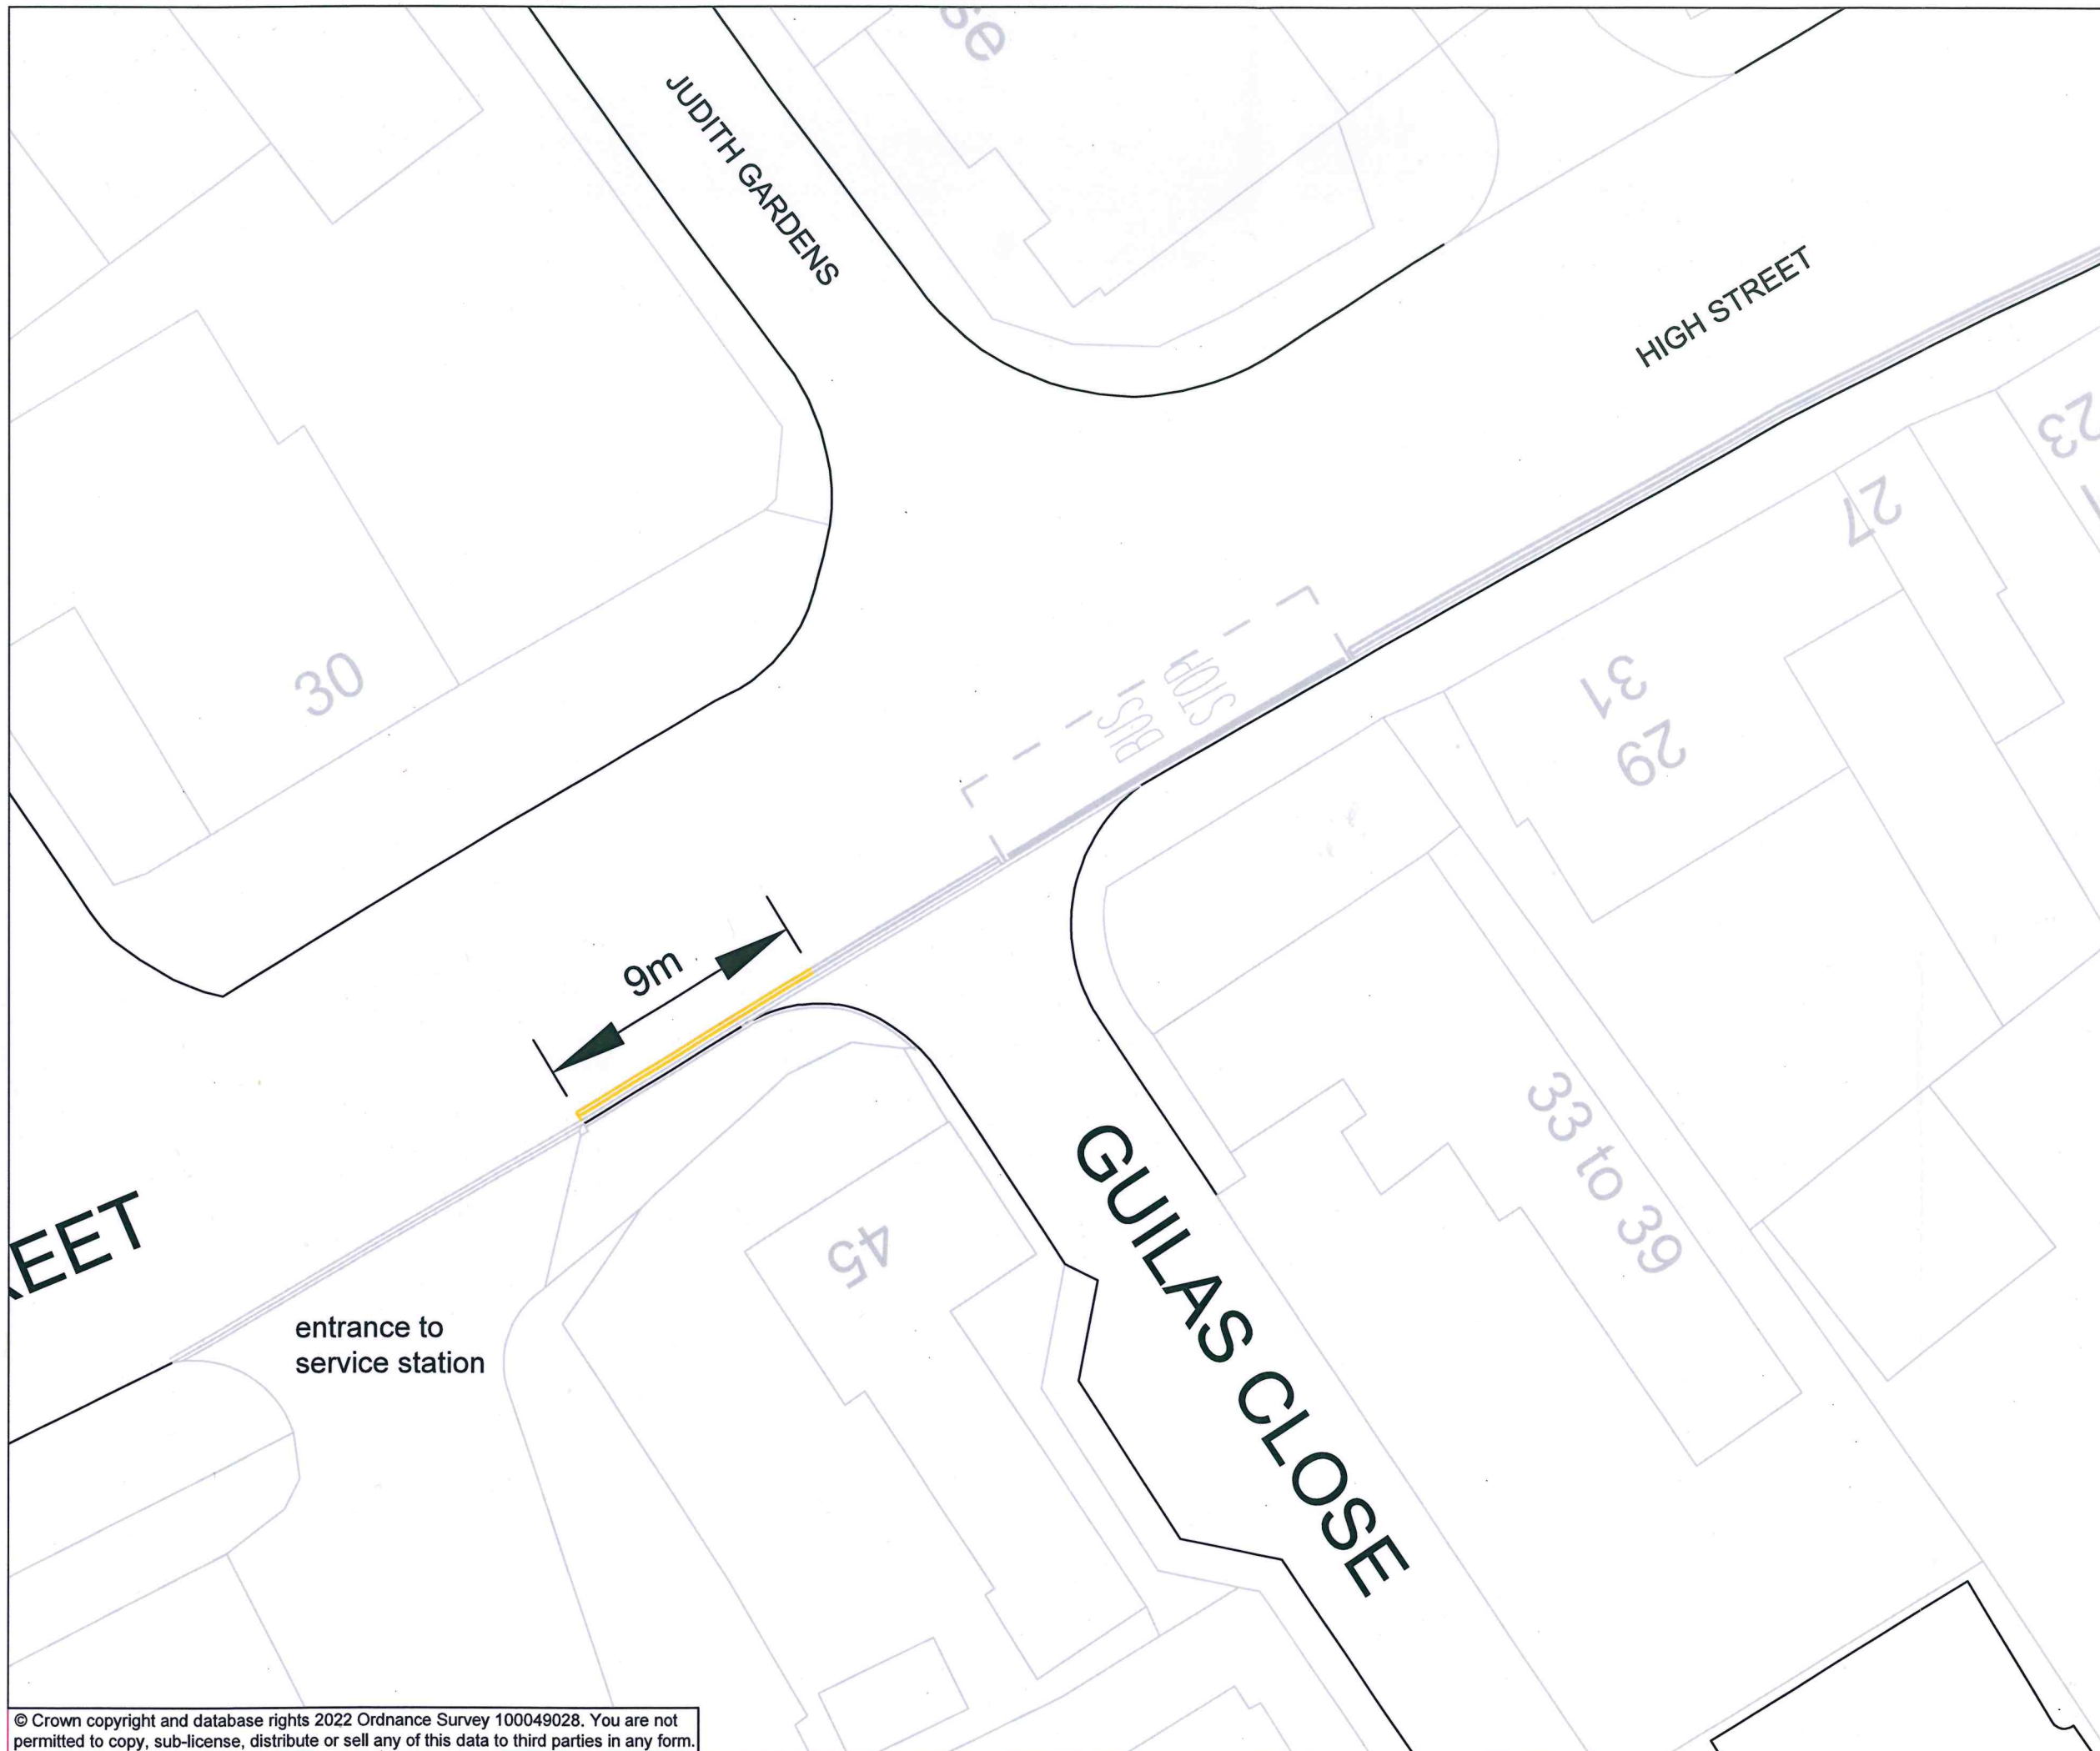 se
JUDITH GARDENS
HIGH STREET
23
27
30
31
29
BUS
STOP
9m
33 to 39
GUILAS CLOSE
45
REET
entrance to
service station
© Crown copyright and database rights 2022 Ordnance Survey 100049028. You are not
permitted to copy, sub-license, distribute or sell any of this data to third parties in any form.